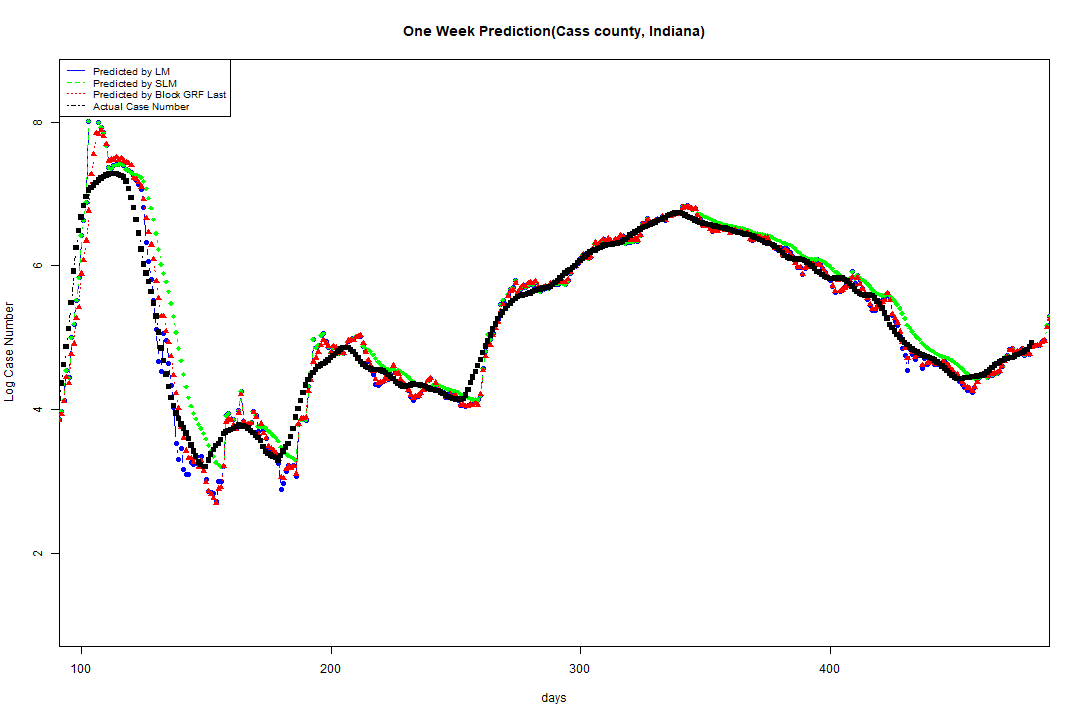 One Week Prediction(Cass county, Indiana)
Predicted by LM
Predicted by SLM
Predicted by Block GRF Last
Actual Case Number
8
6
4
2
Log Case Number
100 200 300 400
days